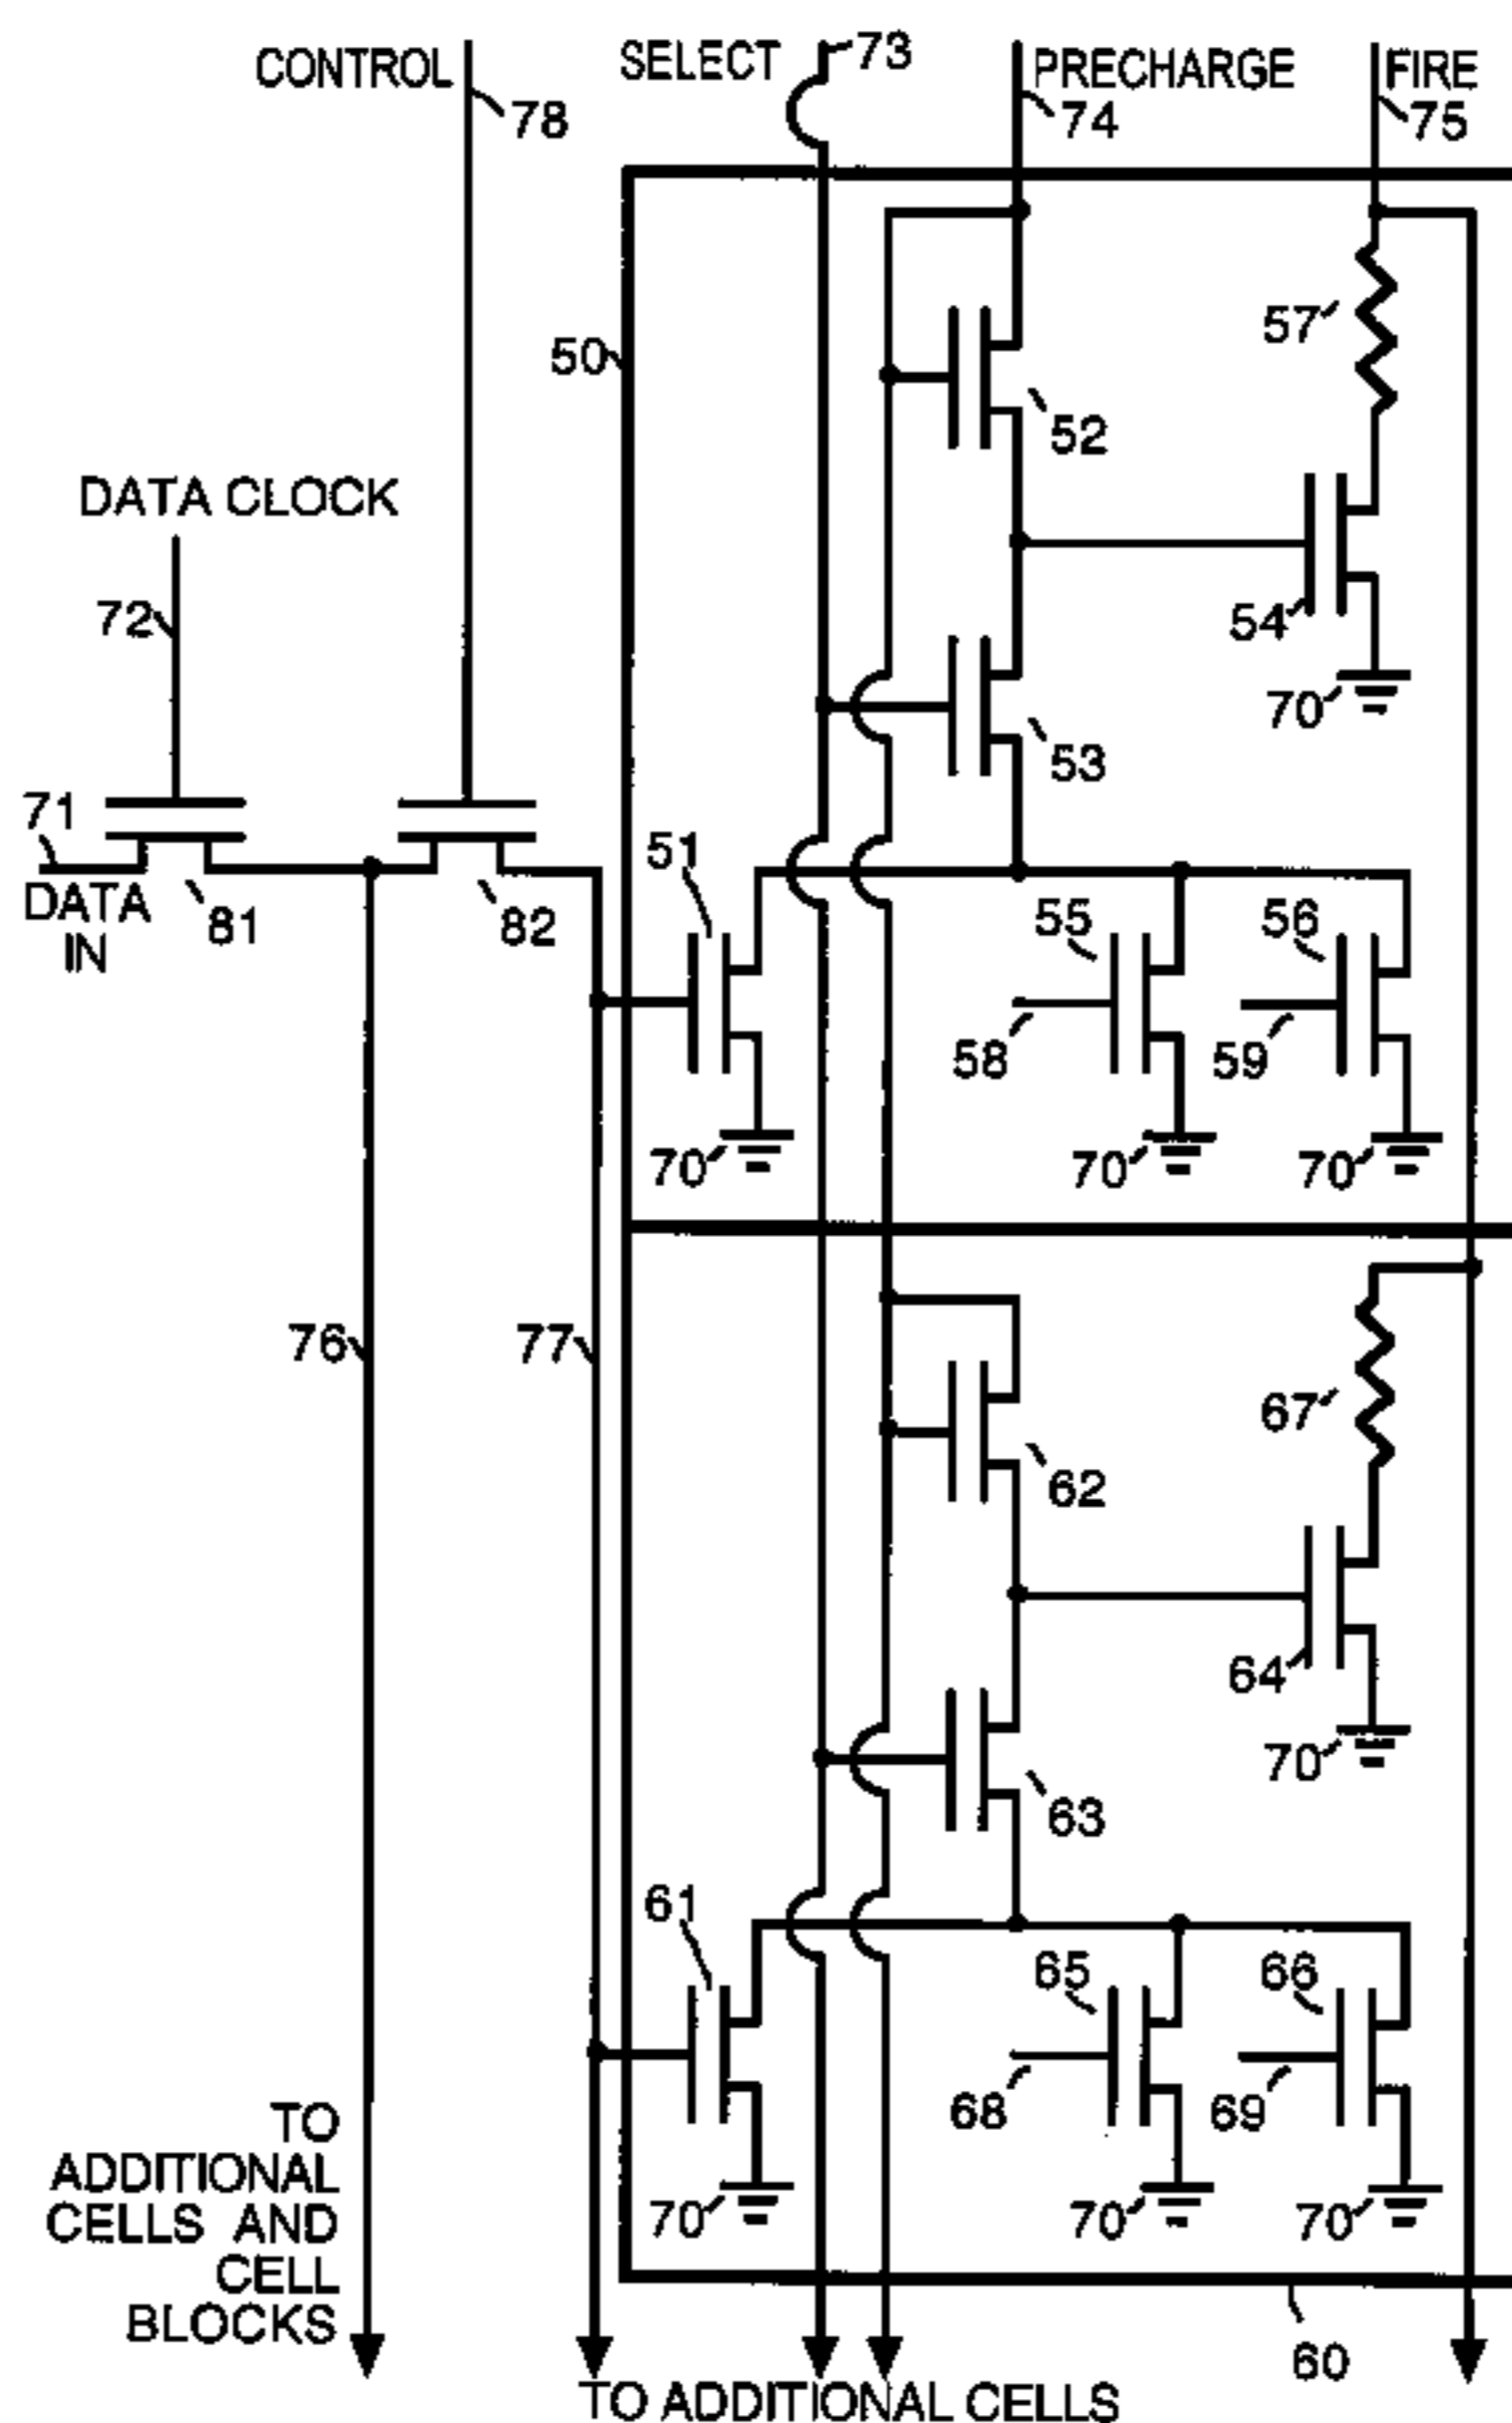 CONTROL
78
SELECT
73
PRECHARGE
74
FIRE
75
50
57
52
DATA CLOCK
72
54
70
53
71
DATA
IN
81
82
51
55
56
58
59
70
70
70
76
77
67
62
64
70
63
61
65
66
68
69
70
70
70
TO
ADDITIONAL
CELLS AND
CELL
BLOCKS
60
TO ADDITIONAL CELLS